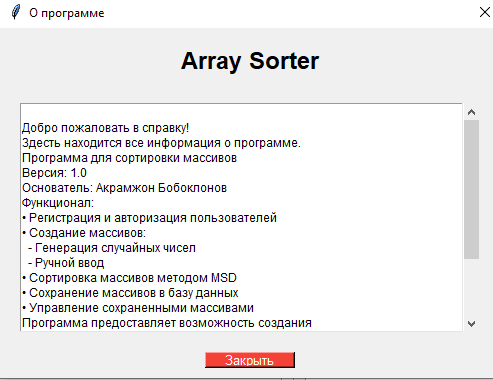 О программе
Array Sorter
Добро пожаловать в справку!
Здесть находится все информация о программе.
Программа для сортировки массивов
Версия: 1.0
Основатель: Акрамжон Бобоклонов
Функционал:
• Регистрация и авторизация пользователей
• Создание массивов:
- Генерация случайных чисел
- Ручной ввод
• Сортировка массивов методом MSD
• Сохранение массивов в базу данных
• Управление сохраненными массивами
Программа предоставляет возможность создания
Закрыть